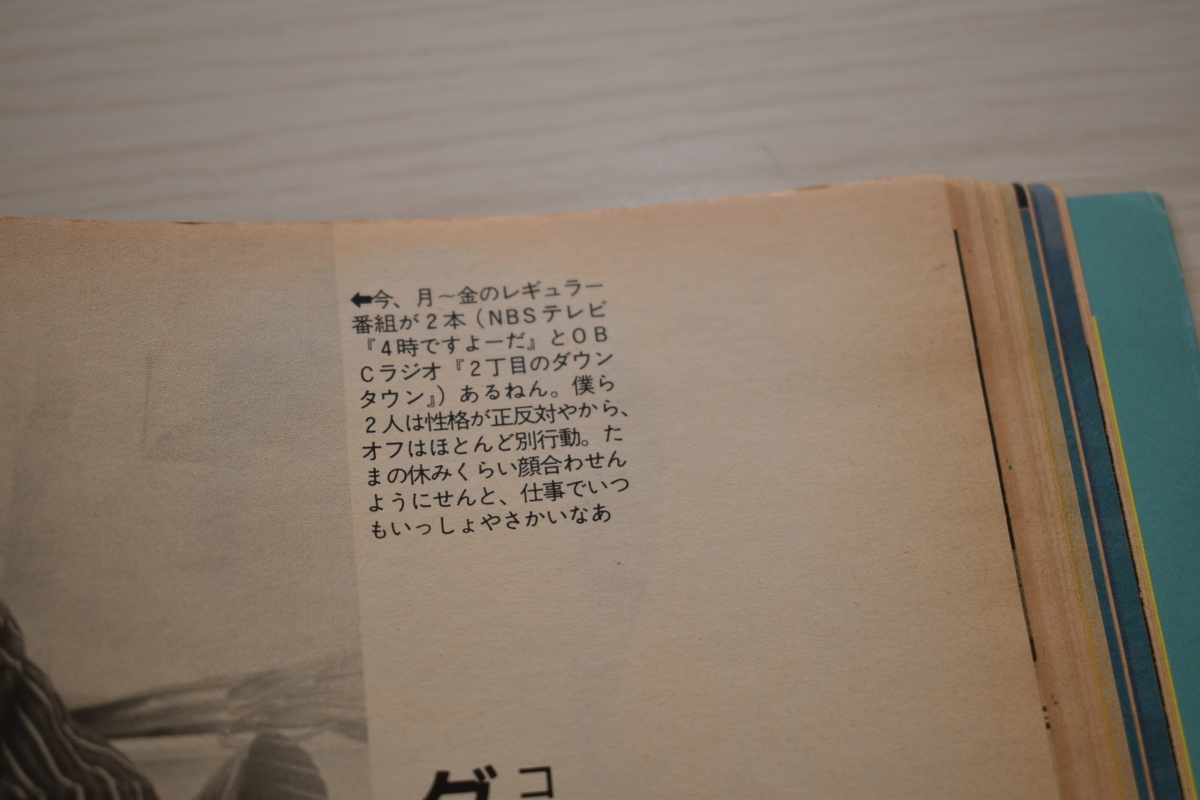 ←今、月～金のレギュラー
番組が２本（ＮＢＳテレビ
『４時ですよーだ』とＯＢ
Ｃラジオ『２丁目のダウン
タウン』）あるねん。僕ら
２人は性格が正反対やから、
オフはほとんど別行動。た
まの休みくらい顔合わせん
ようにせんと、仕事でいつ
もいっしょやさかいなあ
コ